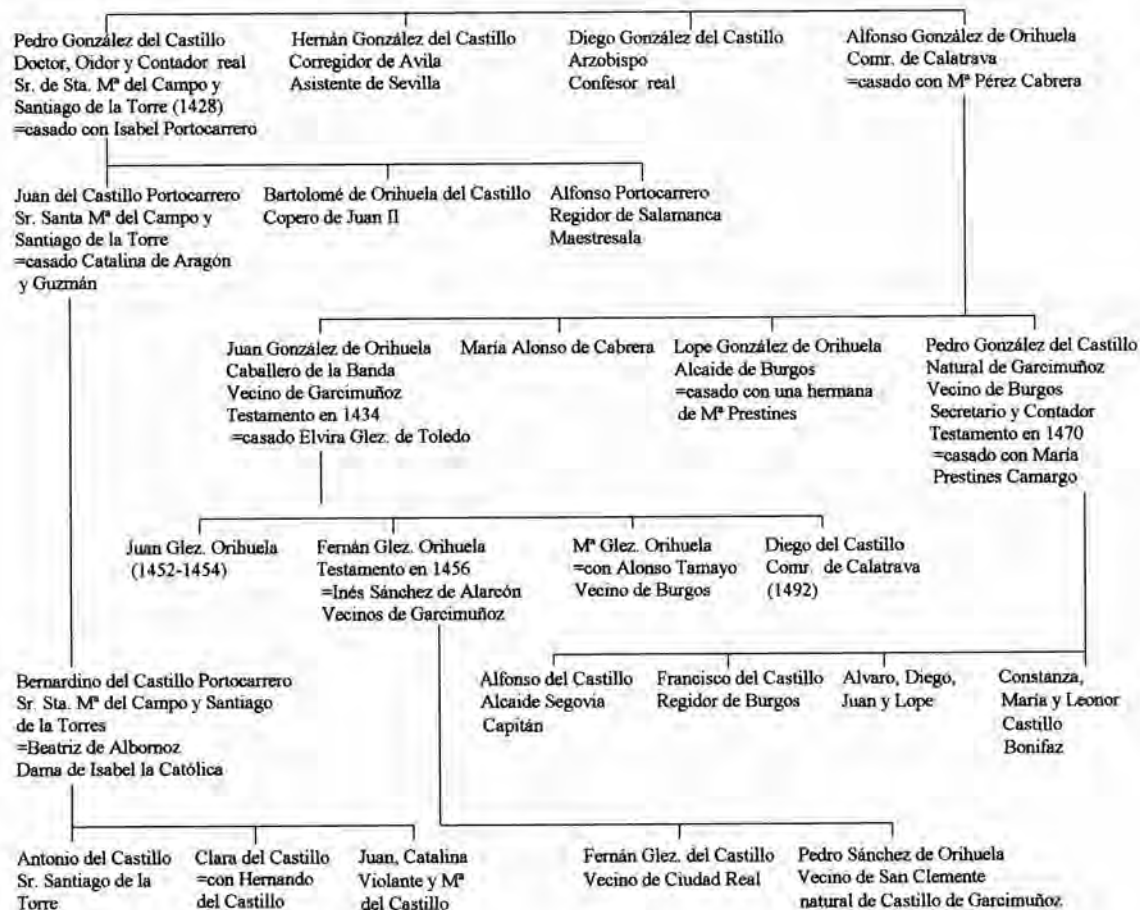 Pedro González del Castillo
Doctor, Oidor y Contador real
Sr. de Sta. Mª del Campo y
Santiago de la Torre (1428)
=casado con Isabel Portocarrero
Hernán González del Castillo
Corregidor de Avila
Asistente de Sevilla
Diego González del Castillo
Arzobispo
Confesor real
Alfonso González de Orihuela
Comr. de Calatrava
=casado con Mª Pérez Cabrera
Juan del Castillo Portocarrero
Sr. Santa Mª del Campo y
Santiago de la Torre
=casado Catalina de Aragón
y Guzmán
Bartolomé de Orihuela del Castillo
Copero de Juan II
Alfonso Portocarrero
Regidor de Salamanca
Maestresala
Juan González de Orihuela
Caballero de la Banda
Vecino de Garcimuñoz
Testamento en 1434
=casado Elvira Glez. de Toledo
María Alonso de Cabrera
Lope González de Orihuela
Alcaide de Burgos
=casado con una hermana
de Mª Prestines
Pedro González del Castillo
Natural de Garcimuñoz
Vecino de Burgos
Secretario y Contador
Testamento en 1470
=casado con María
Prestines Camargo
Juan Glez. Orihuela
(1452-1454)
Fernán Glez. Orihuela
Testamento en 1456
=Inés Sánchez de Alarcón
Vecinos de Garcimuñoz
Mª Glez. Orihuela
=con Alonso Tamayo
Vecino de Burgos
Diego del Castillo
Comr. de Calatrava
(1492)
Bernardino del Castillo Portocarrero
Sr. Sta. Mª del Campo y Santiago
de la Torres
=Beatriz de Albornoz
Dama de Isabel la Católica
Alfonso del Castillo
Alcaide Segovia
Capitán
Francisco del Castillo
Regidor de Burgos
Alvaro, Diego,
Juan y Lope
Constanza,
María y Leonor
Castillo
Bonifaz
Antonio del Castillo
Sr. Santiago de la
Torre
Clara del Castillo
=con Hernando
del Castillo
Juan, Catalina
Violante y Mª
del Castillo
Fernán Glez. del Castillo
Vecino de Ciudad Real
Pedro Sánchez de Orihuela
Vecino de San Clemente
natural de Castillo de Garcimuñoz